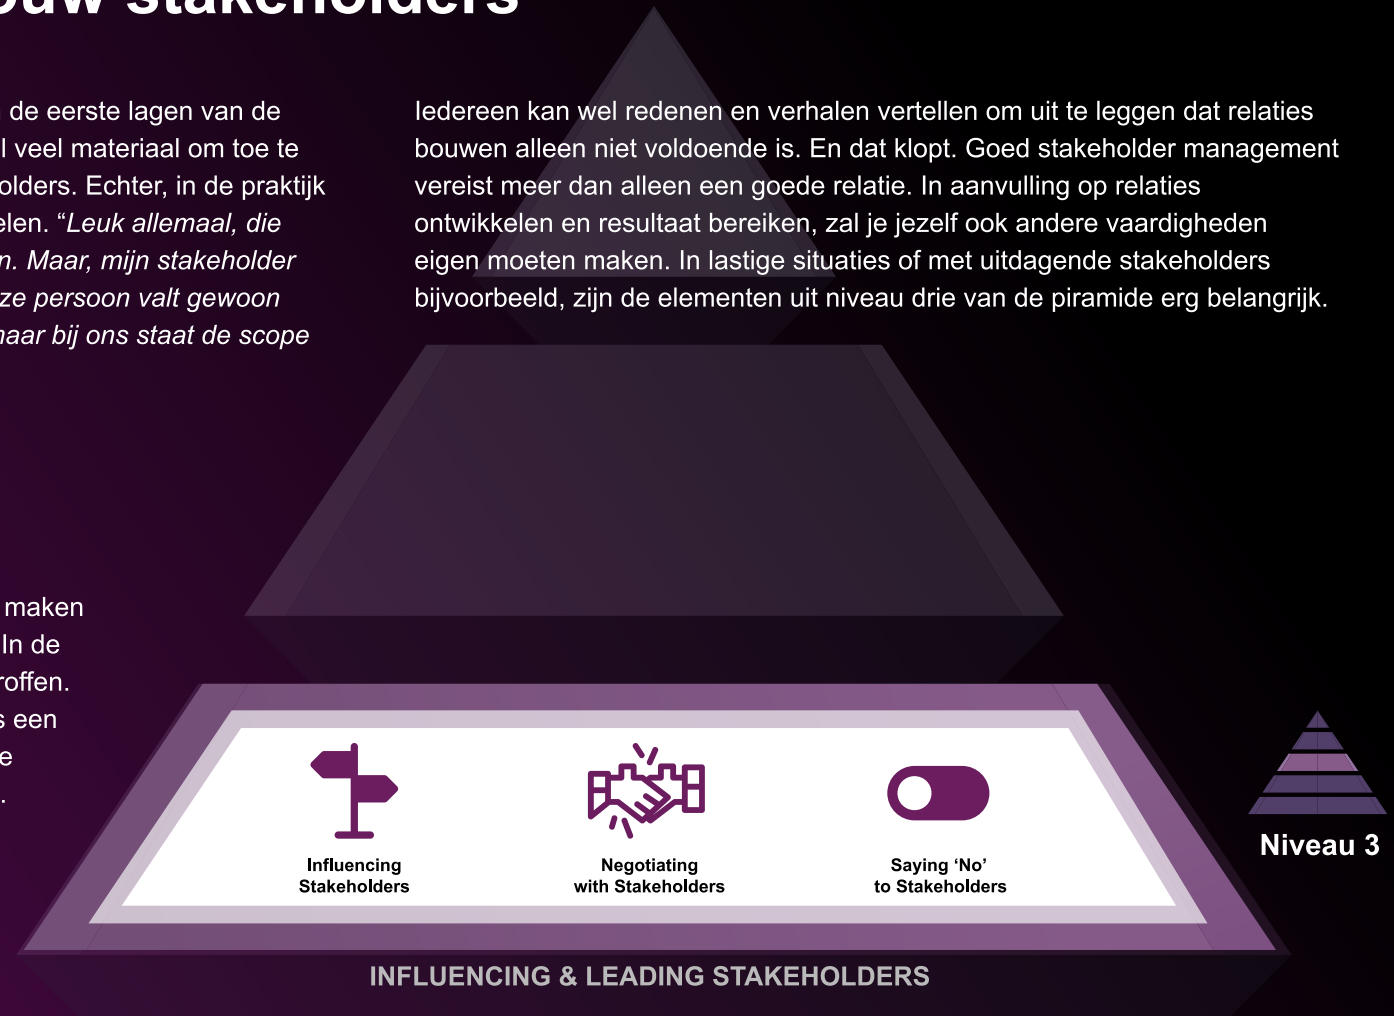 ouw stakeholders
de eerste lagen van de
l veel materiaal om toe te
olders. Echter, in de praktijk
elen. “Leuk allemaal, die
n. Maar, mijn stakeholder
ze persoon valt gewoon
naar bij ons staat de scope
Iedereen kan wel redenen en verhalen vertellen om uit te leggen dat relaties
bouwen alleen niet voldoende is. En dat klopt. Goed stakeholder management
vereist meer dan alleen een goede relatie. In aanvulling op relaties
ontwikkelen en resultaat bereiken, zal je jezelf ook andere vaardigheden
eigen moeten maken. In lastige situaties of met uitdagende stakeholders
bijvoorbeeld, zijn de elementen uit niveau drie van de piramide erg belangrijk.
maken
In de
roffen.
s een
e
.
Influencing
Stakeholders
Negotiating
with Stakeholders
Saying ‘No’
to Stakeholders
Niveau 3
INFLUENCING & LEADING STAKEHOLDERS